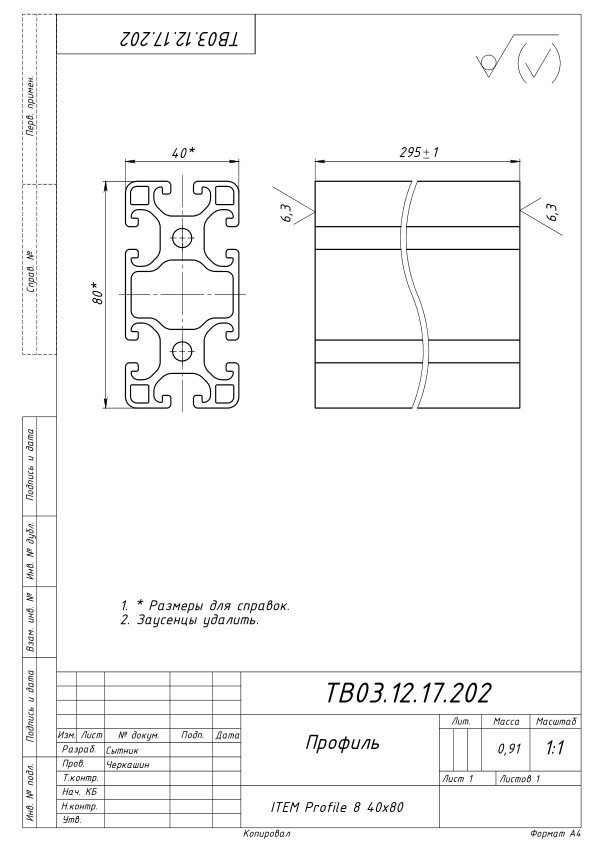 ТВ03.12.17.202
Перв. примен.
Справ. №
Подпись и дата
Инв. № дубл.
Взам. инв. №
Подпись и дата
Инв. № подл.
40*
80*
295±1
6,3
6,3
1. * Размеры для справок.
2. Заусенцы удалить.
ТВ03.12.17.202
Изм. Лист № докум. Подп. Дата
Разраб. Сытник
Пров. Черкашин
Т.контр.
Нач. КБ
Н.контр.
Утв.
Профиль
Лит. Масса Масштаб
0,91 1:1
Лист 1 Листов 1
ITEM Profile 8 40x80
Копировал Формат А4